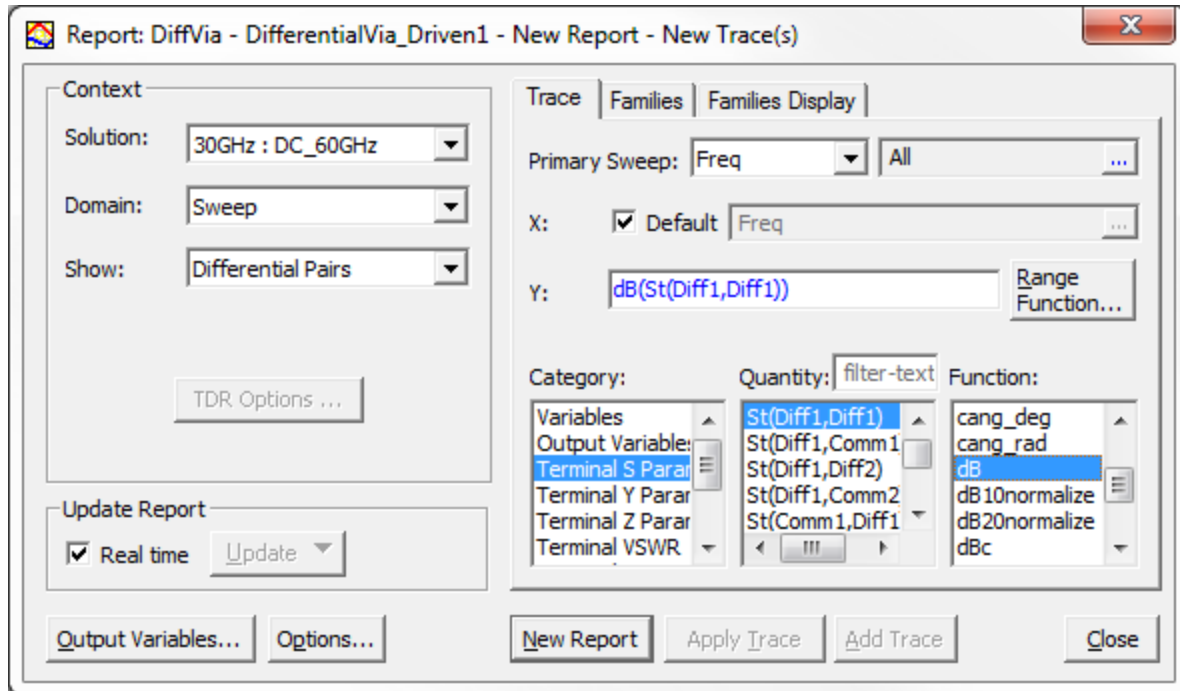 Report: DiffVia - DifferentialVia_Driven1 - New Report - New Trace(s)
Context
Solution: 30GHz : DC_60GHz
Domain: Sweep
Show: Differential Pairs
TDR Options ...
Update Report
Real time Update
Output Variables... Options...
Trace Families Families Display
Primary Sweep: Freq All ...
X: Default Freq ...
Y: dB(St(Diff1,Diff1)) Range Function...
Category:
Variables
Output Variable:
Terminal S Parar
Terminal Y Parar
Terminal Z Parar
Terminal VSWR
Quantity: filter-text
St(Diff1,Diff1)
St(Diff1,Comm1
St(Diff1,Diff2)
St(Diff1,Comm2
St(Comm1,Diff1
Function:
cang_deg
cang_rad
dB
dB10normalize
dB20normalize
dBc
New Report Apply Trace Add Trace Close